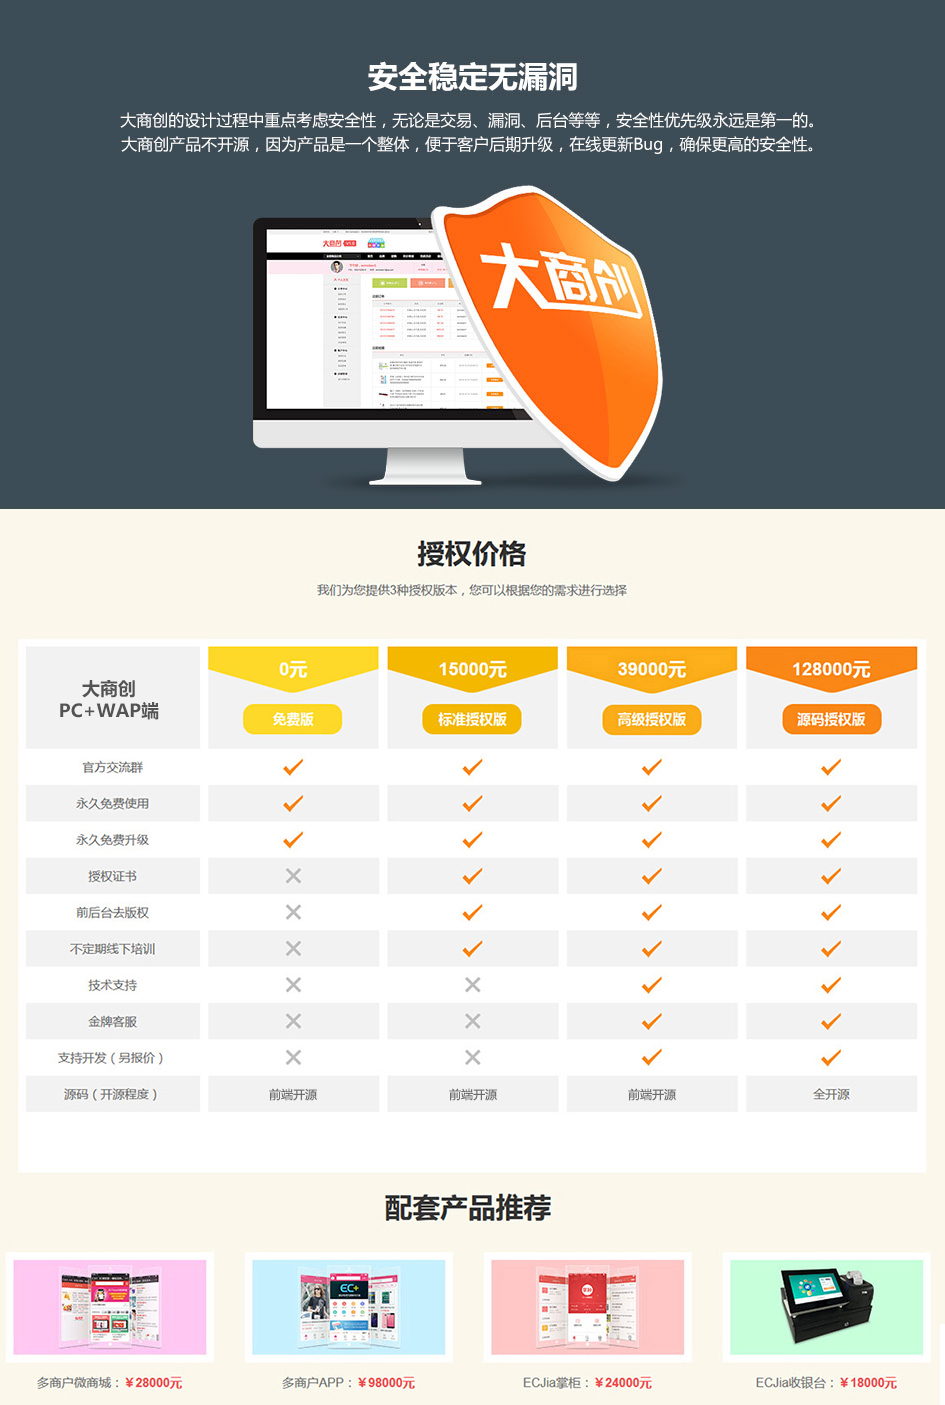 安全稳定无漏洞
大商创的设计过程中重点考虑安全性，无论是交易、漏洞、后台等等，安全性优先级永远是第一的。
大商创产品不开源，因为产品是一个整体，便于客户后期升级，在线更新Bug，确保更高的安全性。
大商创
大商创
授权价格
我们为您提供3种授权版本，您可以根据您的需求进行选择
大商创
PC+WAP端
0元 15000元 39000元 128000元
免费版 标准授权版 高级授权版 源码授权版
官方交流群
永久免费使用
永久免费升级
授权证书
前后台去版权
不定期线下培训
技术支持
金牌客服
支持开发（另报价）
源码（开源程度） 前端开源 前端开源 前端开源 全开源
配套产品推荐
EC+
多商户微商城：￥28000元 多商户APP：￥98000元 ECJia掌柜：￥24000元 ECJia收银台：￥18000元